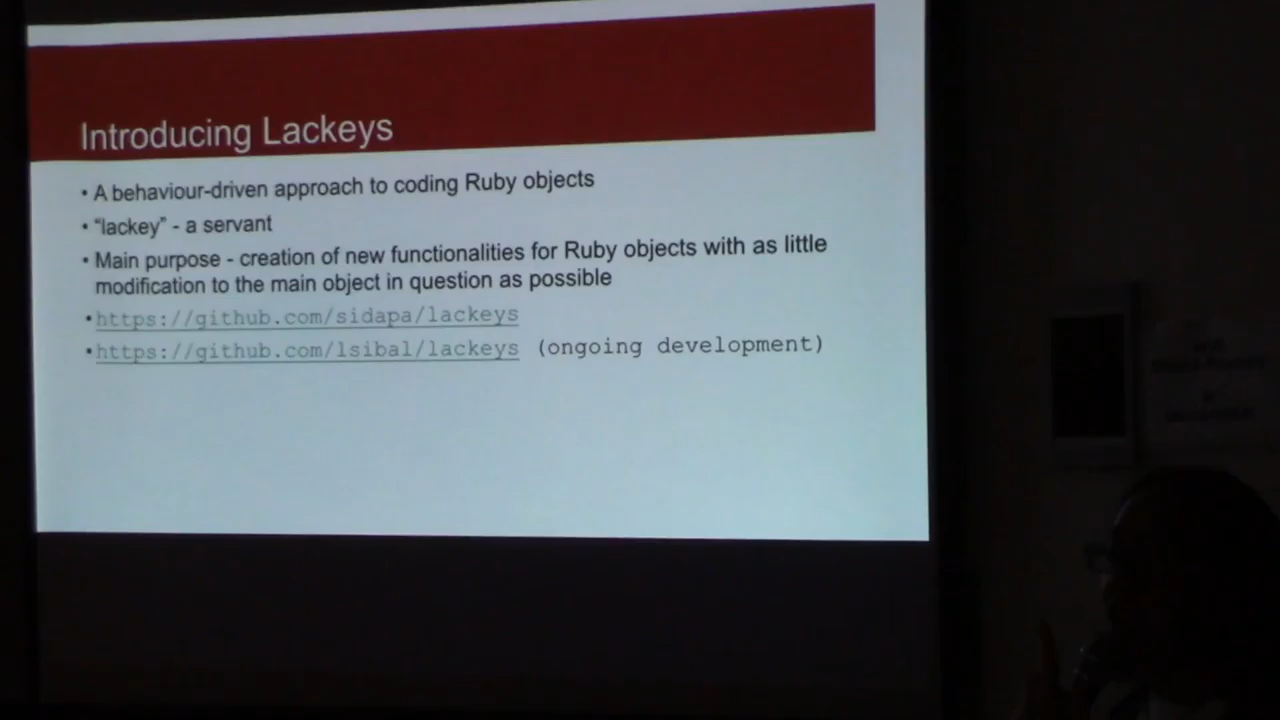 Introducing Lackeys
• A behaviour-driven approach to coding Ruby objects
• “lackey” - a servant
• Main purpose - creation of new functionalities for Ruby objects with as little
modification to the main object in question as possible
•https://github.com/sidapa/lackeys
•https://github.com/lsibal/lackeys (ongoing development)